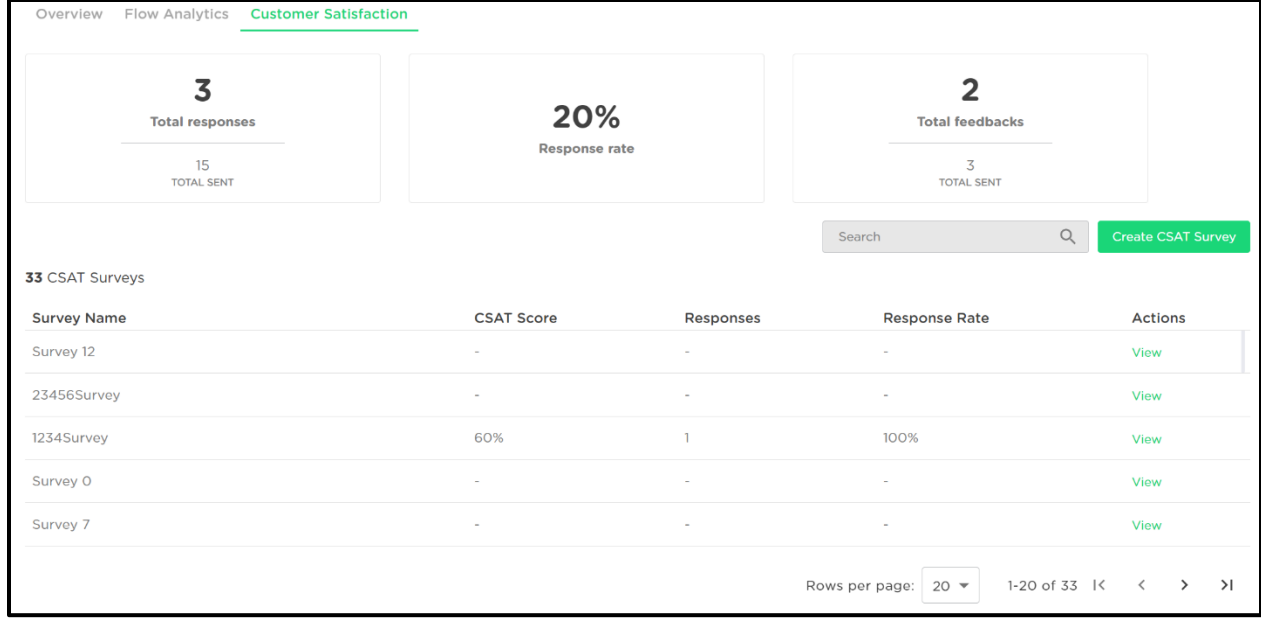 Overview Flow Analytics Customer Satisfaction
3
Total responses
15
TOTAL SENT
20%
Response rate
2
Total feedbacks
3
TOTAL SENT
Search
Create CSAT Survey
33 CSAT Surveys
Survey Name CSAT Score Responses Response Rate Actions
Survey 12 - - - View
23456Survey - - - View
1234Survey 60% 1 100% View
Survey 0 - - - View
Survey 7 - - - View
Rows per page: 20 1-20 of 33